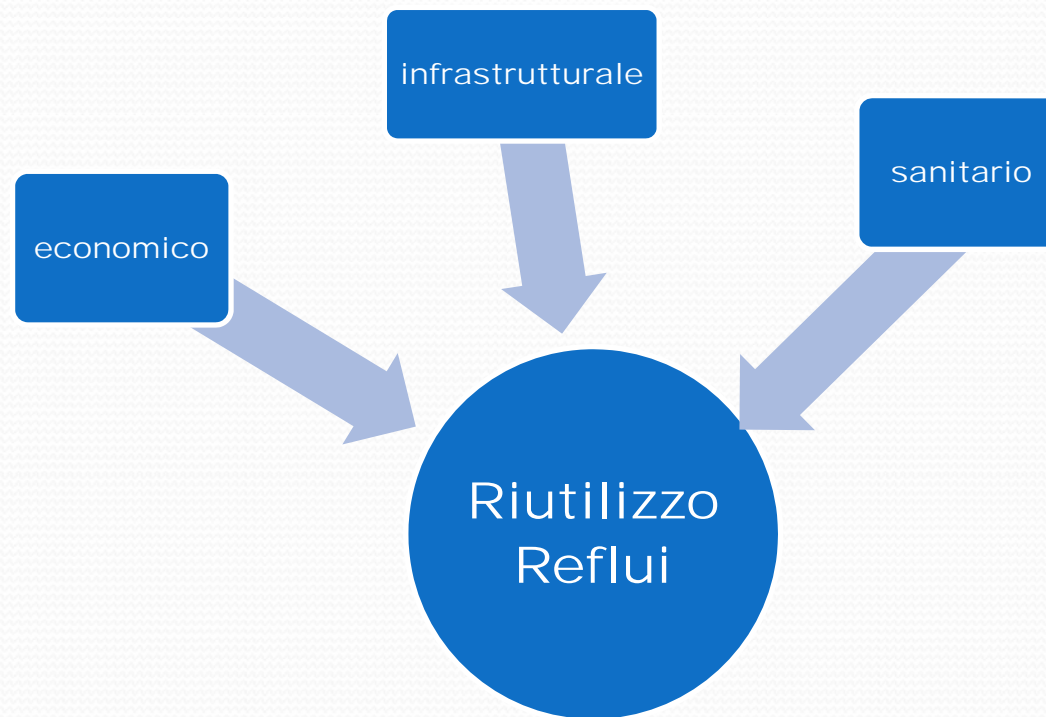 infrastrutturale
sanitario
economico
Riutilizzo
Reflui